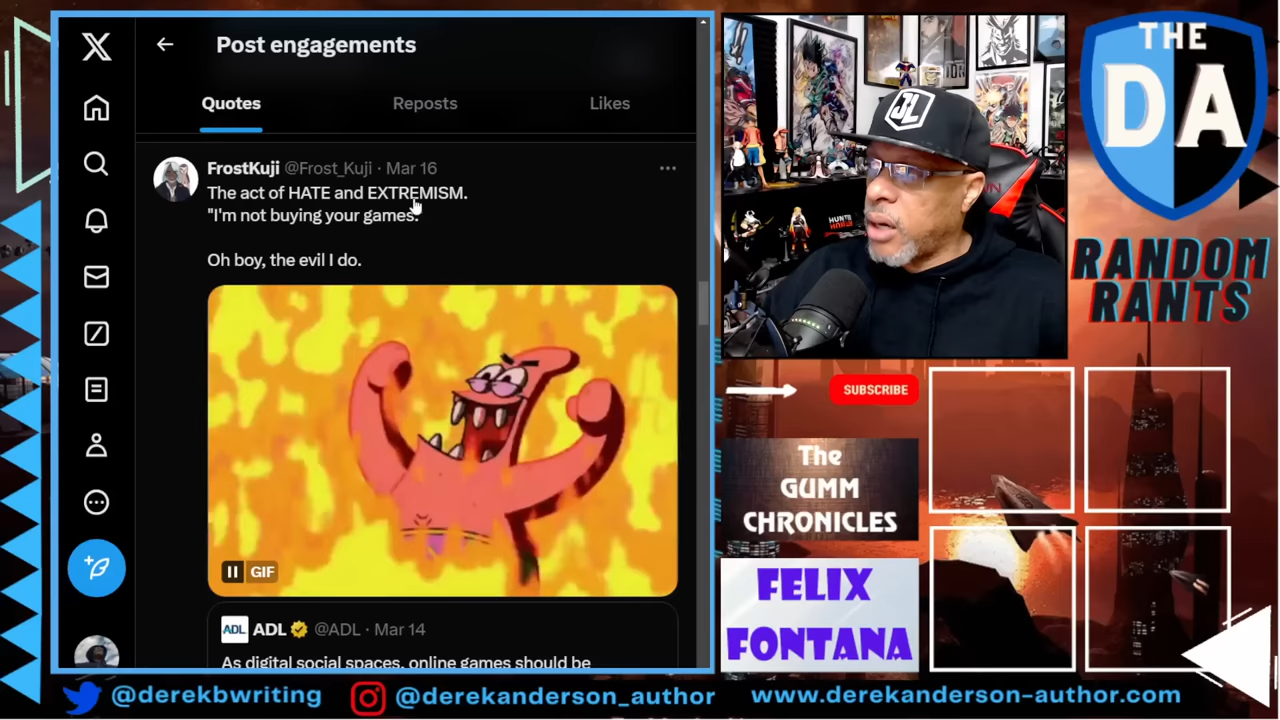 Post engagements
Quotes
Reposts
Likes
FrostKuji @Frost_Kuji · Mar 16
The act of HATE and EXTREMISM.
"I'm not buying your games."
Oh boy, the evil I do.
GIF
ADL
ADL @ADL · Mar 14
As digital social spaces, online games should be
JL
THE
DA
RANDOM
RANTS
SUBSCRIBE
The
GUMM
CHRONICLES
FELIX
FONTANA
@derekbwriting
@derekanderson_author
www.derekanderson-author.com